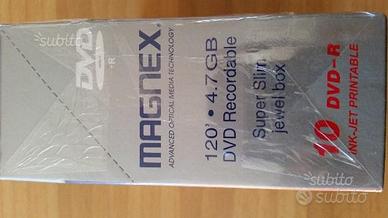 subito
DVD
-R
MAGNEX.
ADVANCED OPTICAL MEDIA TECHNOLOGY
120' • 4.7GB
DVD Recordable
Super Slim
jewel box
10 DVD-R
INK-JET PRINTABLE
subito
subito